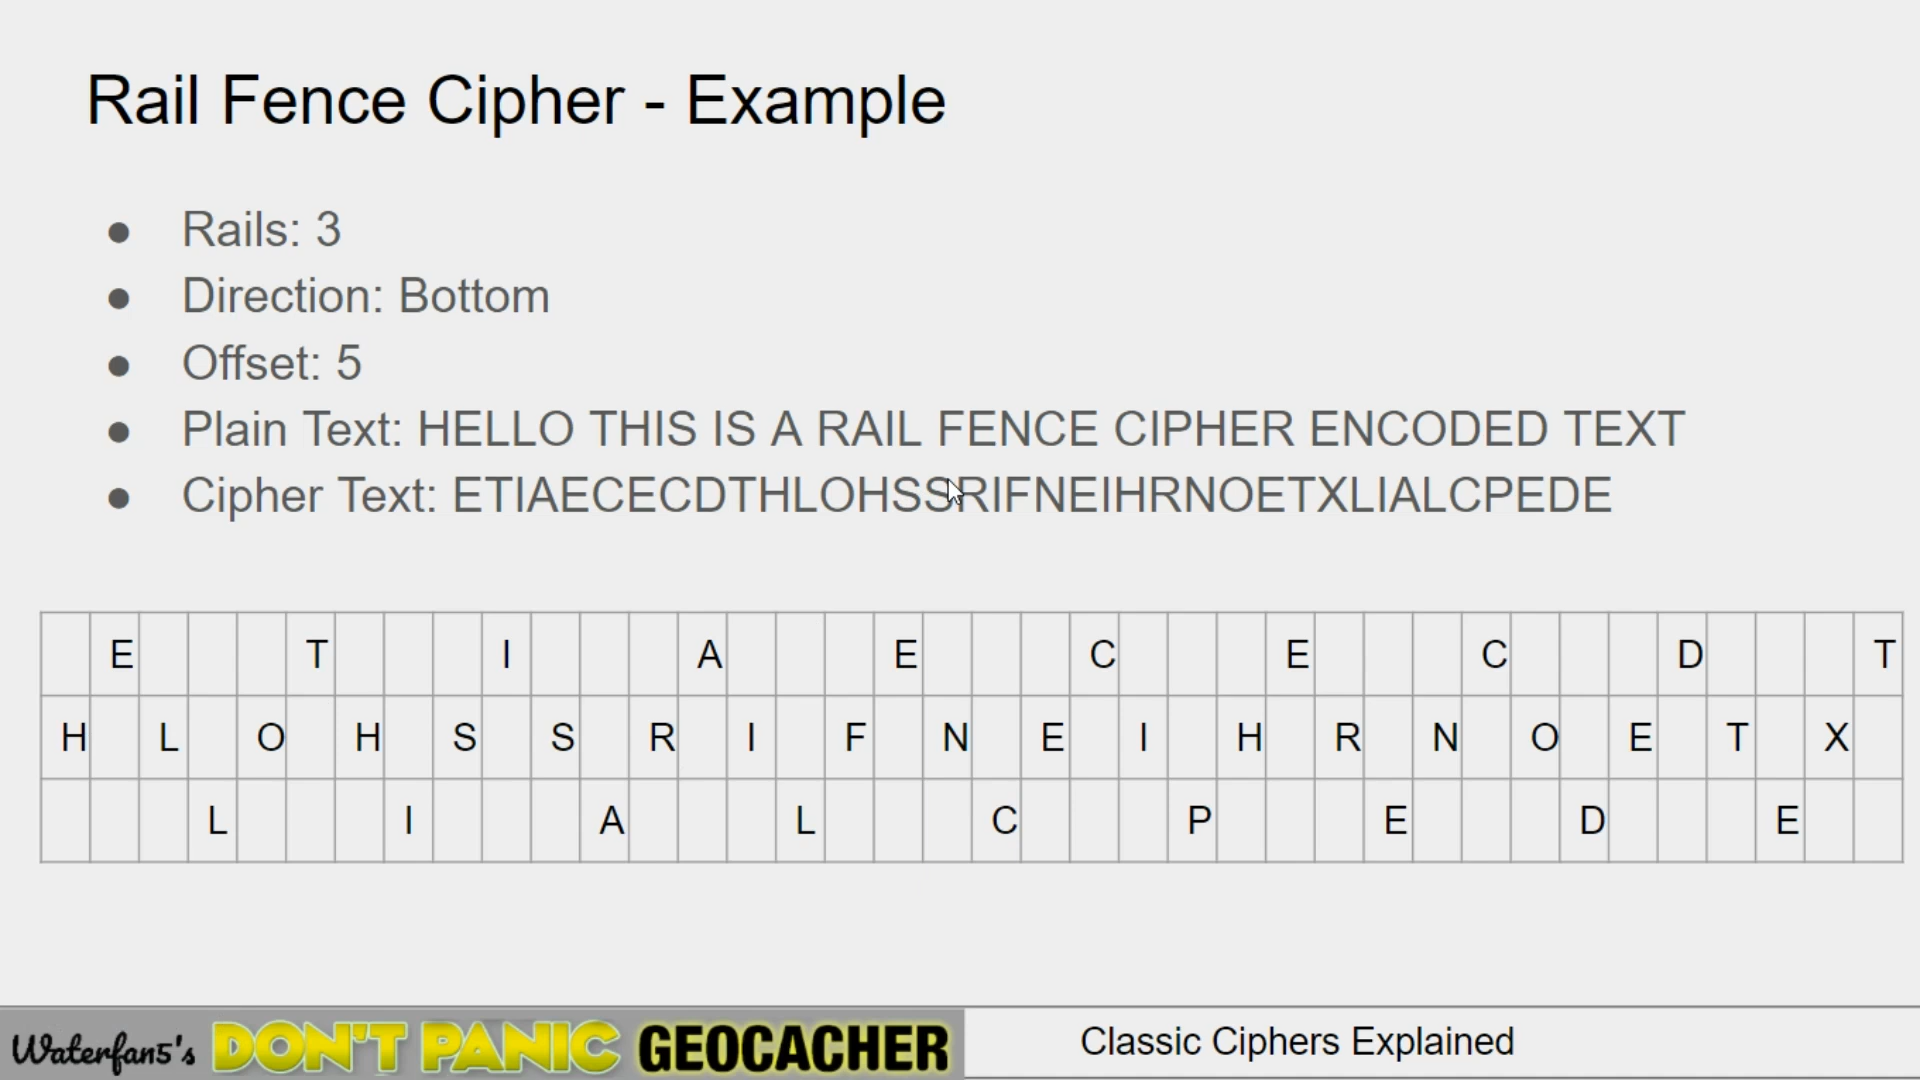 Rail Fence Cipher - Example
● Rails: 3
● Direction: Bottom
● Offset: 5
● Plain Text: HELLO THIS IS A RAIL FENCE CIPHER ENCODED TEXT
● Cipher Text: ETIAECECDTHLOHSSRIFNEIHRNOETXLIALCPEDE
E T I A E C E C D T
H L O H S S R I F N E I H R N O E T X
L I A L C P E D E
Waterfan5's DON'T PANIC GEOCACHER
Classic Ciphers Explained